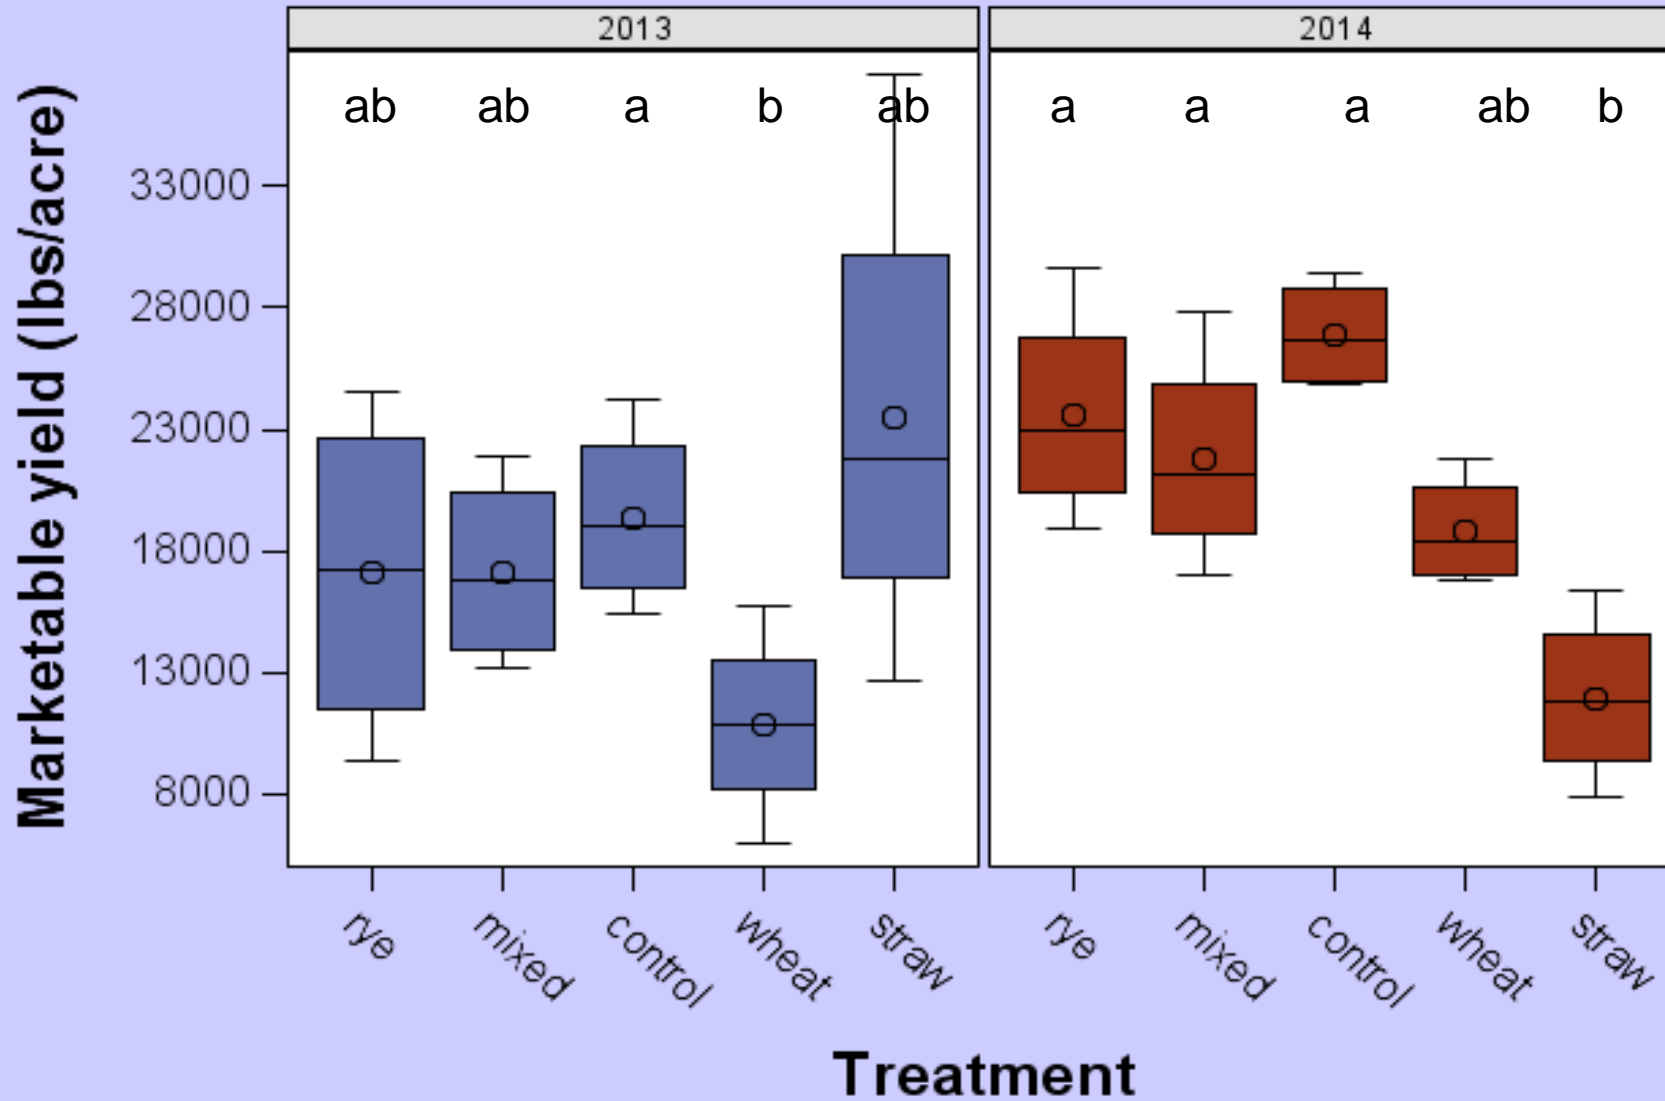 2013 2014
ab ab a b ab a a a ab b
Marketable yield (lbs/acre)
33000
28000
23000
18000
13000
8000
rye mixed control wheat straw rye mixed control wheat straw
Treatment